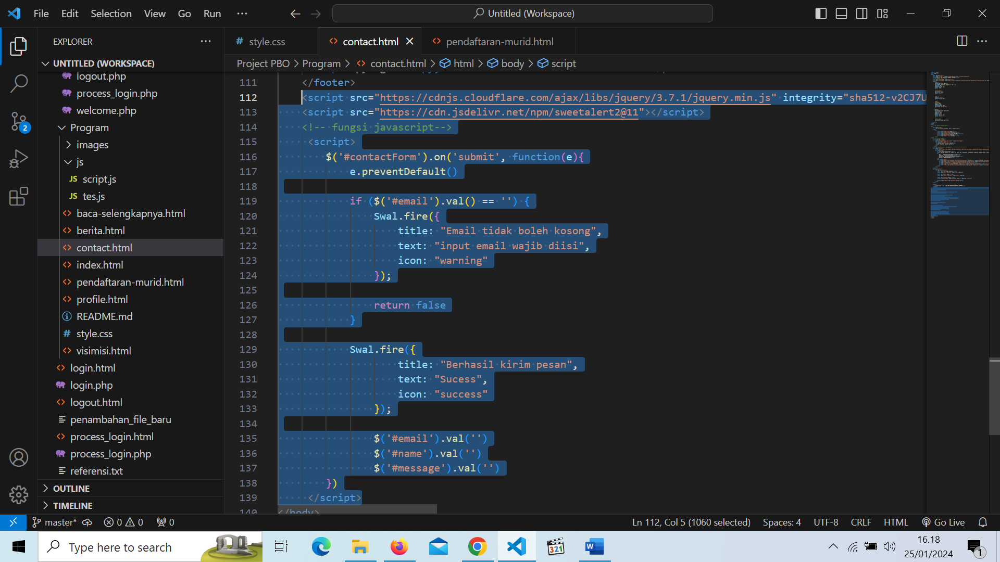 File Edit Selection View Go Run ···
Untitled (Workspace)
EXPLORER
style.css
contact.html
pendaftaran-murid.html
UNTITLED (WORKSPACE)
Project PBO > Program > contact.html > html > body > script
logout.php
process_login.php
welcome.php
Program
images
js
JS script.js
JS tes.js
baca-selengkapnya.html
berita.html
contact.html
index.html
pendaftaran-murid.html
profile.html
README.md
# style.css
visimisi.html
login.html
login.php
logout.html
penambahan_file_baru
process_login.html
process_login.php
referensi.txt
OUTLINE
TIMELINE
111 </footer>
112 <script src="https://cdnjs.cloudflare.com/ajax/libs/jquery/3.7.1/jquery.min.js" integrity="sha512-v2CJ7U
113 <script src="https://cdn.jsdelivr.net/npm/sweetalert2@11"></script>
114 <!-- fungsi javascript-->
115 <script>
116 $('#contactForm').on('submit', function(e){
117 e.preventDefault()
118
119 if ($('#email').val() == '') {
120 Swal.fire({
121 title: "Email tidak boleh kosong",
122 text: "input email wajib diisi",
123 icon: "warning"
124 });
125
126 return false
127 }
128
129 Swal.fire({
130 title: "Berhasil kirim pesan",
131 text: "Sucess",
132 icon: "success"
133 });
134
135 $('#email').val('')
136 $('#name').val('')
137 $('#message').val('')
138 })
139 </script>
140 </body>
2
master* 0 0 0
Ln 112, Col 5 (1060 selected) Spaces: 4 UTF-8 CRLF HTML Go Live
Type here to search
321
W
16.18
25/01/2024
1